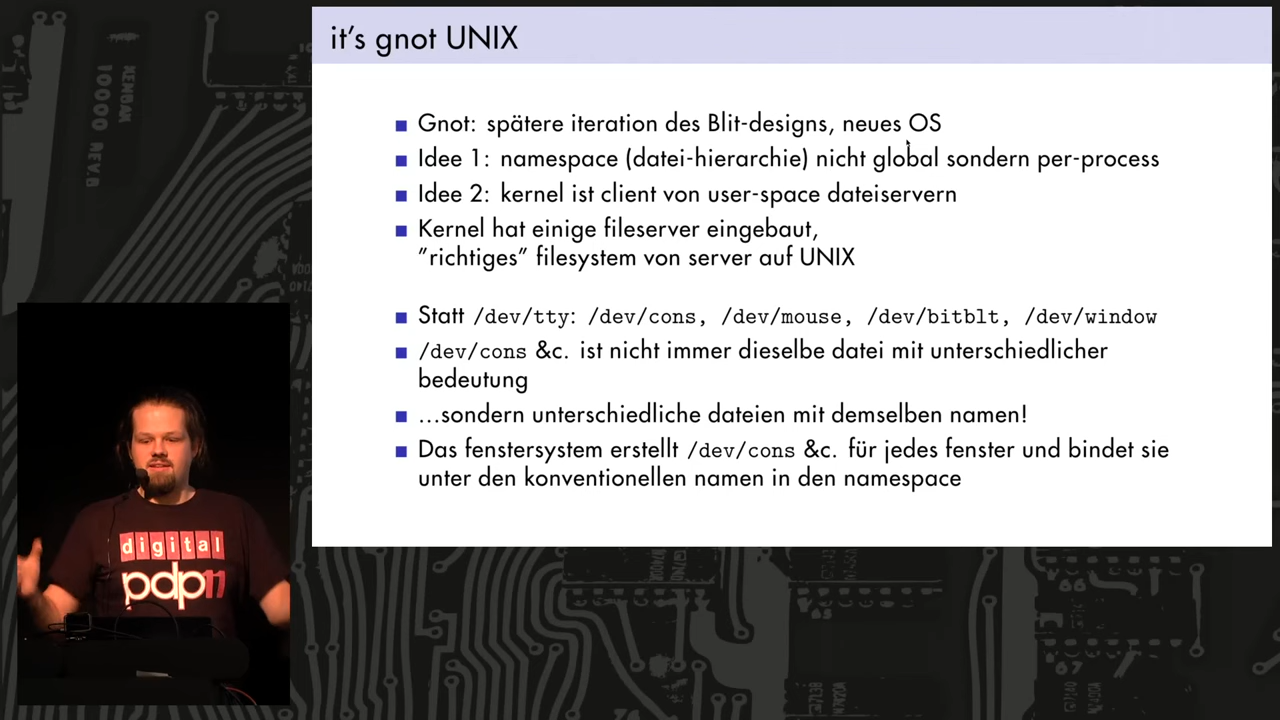 it's gnot UNIX
Gnot: spätere iteration des Blit-designs, neues OS
Idee 1: namespace (datei-hierarchie) nicht global sondern per-process
Idee 2: kernel ist client von user-space dateiservern
Kernel hat einige fileserver eingebaut,
”richtiges” filesystem von server auf UNIX
Statt /dev/tty: /dev/cons, /dev/mouse, /dev/bitblt, /dev/window
/dev/cons &c. ist nicht immer dieselbe datei mit unterschiedlicher
bedeutung
...sondern unterschiedliche dateien mit demselben namen!
Das fenstersystem erstellt /dev/cons &c. für jedes fenster und bindet sie
unter den konventionellen namen in den namespace
digital
pdp11
KENBAK
10000 REV.B